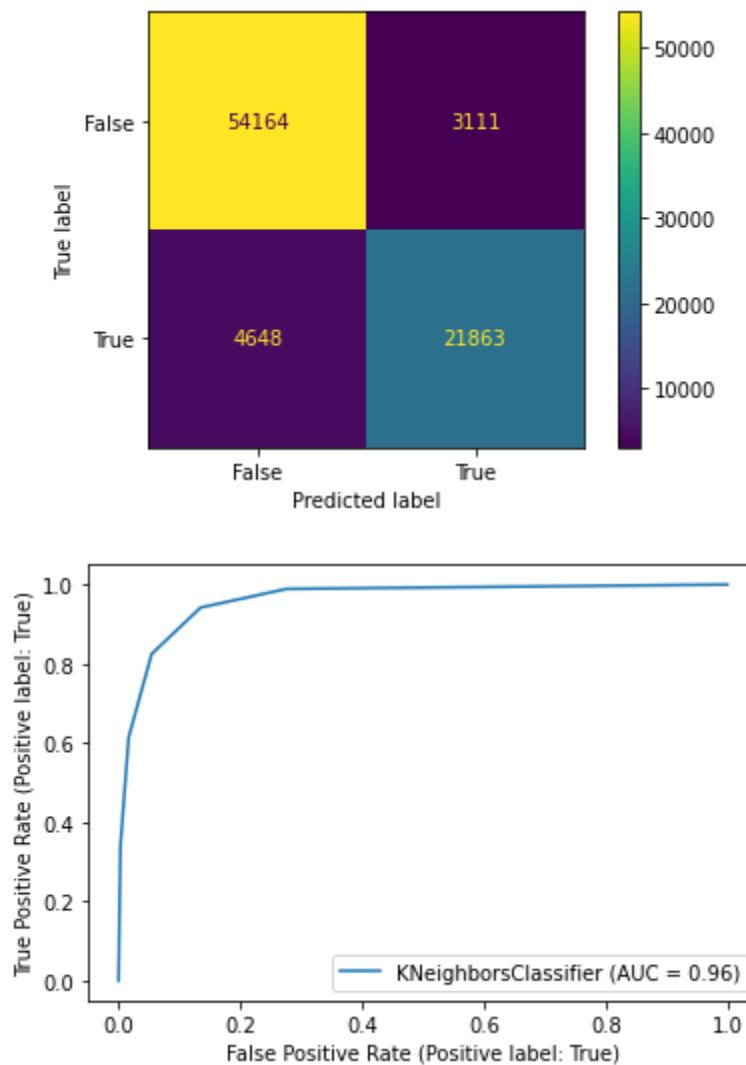 False
54164
3111
True
4648
21863
False
True
Predicted label
True label
50000
40000
30000
20000
10000
1.0
0.8
0.6
0.4
0.2
0.0
True Positive Rate (Positive label: True)
KNeighborsClassifier (AUC = 0.96)
0.0
0.2
0.4
0.6
0.8
1.0
False Positive Rate (Positive label: True)